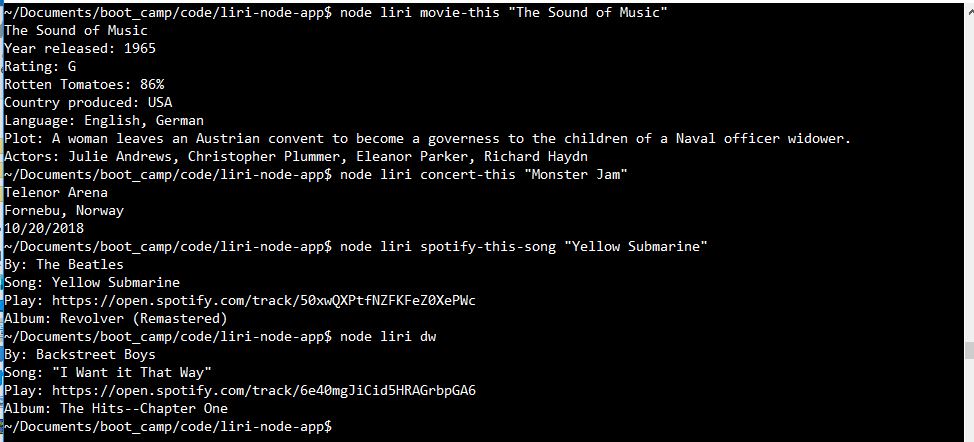 ~/Documents/boot_camp/code/liri-node-app$ node liri movie-this "The Sound of Music"
The Sound of Music
Year released: 1965
Rating: G
Rotten Tomatoes: 86%
Country produced: USA
Language: English, German
Plot: A woman leaves an Austrian convent to become a governess to the children of a Naval officer widower.
Actors: Julie Andrews, Christopher Plummer, Eleanor Parker, Richard Haydn
~/Documents/boot_camp/code/liri-node-app$ node liri concert-this "Monster Jam"
Telenor Arena
Fornebu, Norway
10/20/2018
~/Documents/boot_camp/code/liri-node-app$ node liri spotify-this-song "Yellow Submarine"
By: The Beatles
Song: Yellow Submarine
Play: https://open.spotify.com/track/50xwQXPtfNZFKFeZ0XePWc
Album: Revolver (Remastered)
~/Documents/boot_camp/code/liri-node-app$ node liri dw
By: Backstreet Boys
Song: "I Want it That Way"
Play: https://open.spotify.com/track/6e40mgJiCid5HRAGrbpGA6
Album: The Hits--Chapter One
~/Documents/boot_camp/code/liri-node-app$